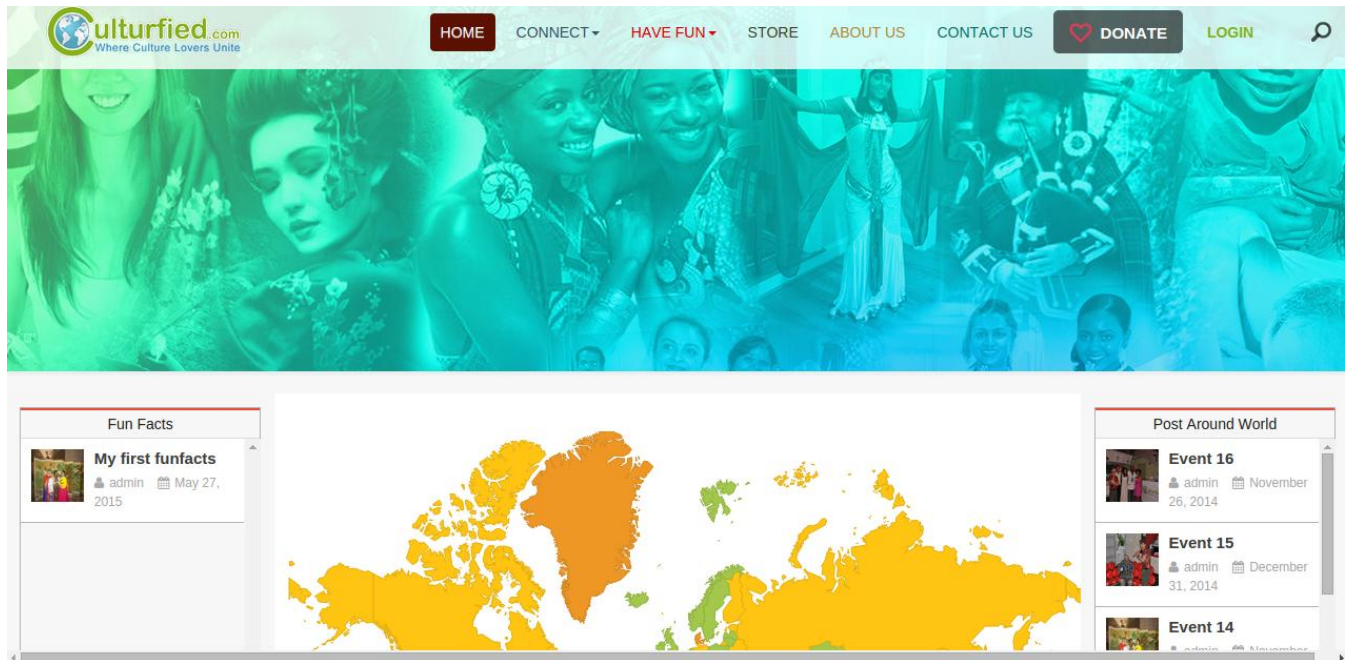 Culturfied.com
Where Culture Lovers Unite
HOME CONNECT HAVE FUN STORE ABOUT US CONTACT US DONATE LOGIN
Fun Facts
My first funfacts
admin May 27,
2015
Post Around World
Event 16
admin November
26, 2014
Event 15
admin December
31, 2014
Event 14
admin November